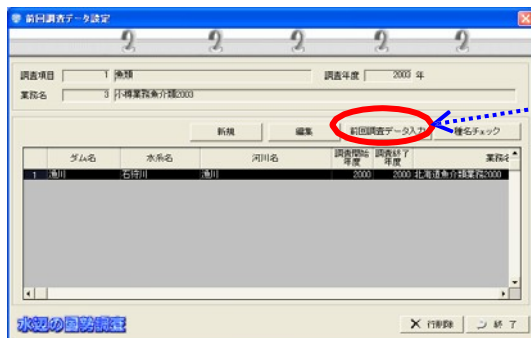 前回調査データ設定
調査項目 1 魚類 調査年度 2003 年
業務名 3 小樽業務魚介類2003
新規 編集 前回調査データ入力 種名チェック
ダム名 水系名 河川名 調査開始年度 調査終了年度 業務名
1 漁川 石狩川 漁川 2000 2000 北海道魚介類業務2000
水辺の国勢調査 行削除 終了